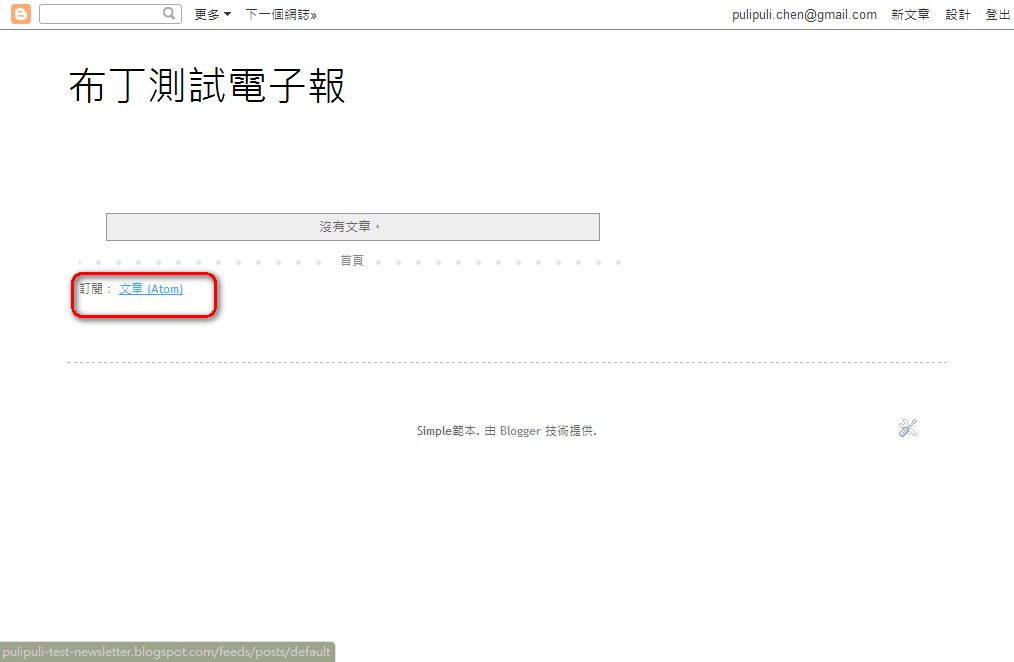 更多 下一個網誌» pulipuli.chen@gmail.com 新文章 設計 登出
布丁測試電子報
沒有文章。
首頁
訂閱： 文章 (Atom)
Simple範本. 由 Blogger 技術提供.
pulipuli-test-newsletter.blogspot.com/feeds/posts/default